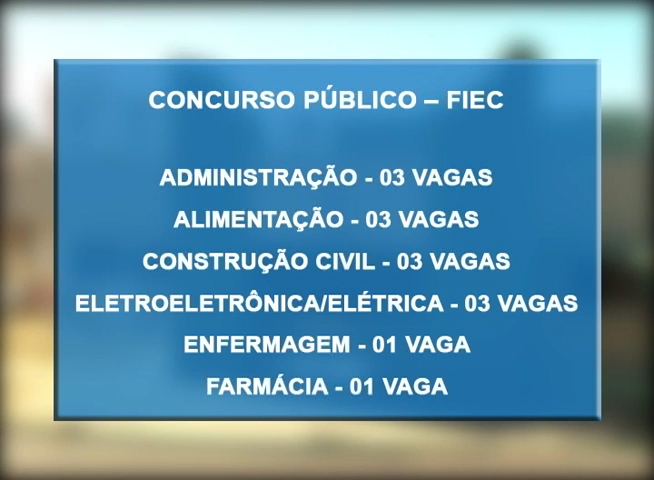 CONCURSO PÚBLICO – FIEC
ADMINISTRAÇÃO - 03 VAGAS
ALIMENTAÇÃO - 03 VAGAS
CONSTRUÇÃO CIVIL - 03 VAGAS
ELETROELETRÔNICA/ELÉTRICA - 03 VAGAS
ENFERMAGEM - 01 VAGA
FARMÁCIA - 01 VAGA